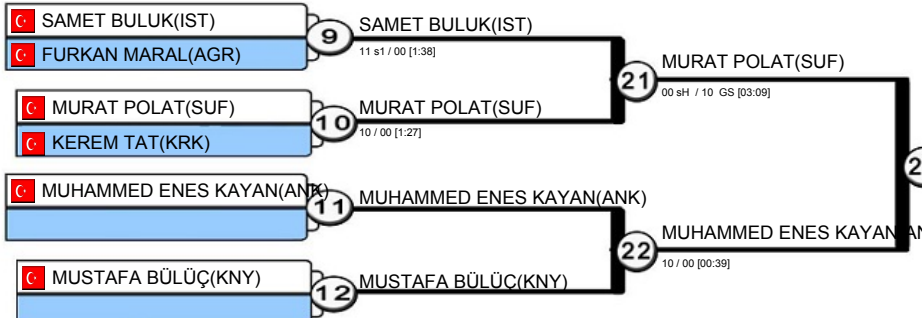 SAMET BULUK(IST)
FURKAN MARAL(AGR)
9
SAMET BULUK(IST)
11 s1 / 00 [1:38]
MURAT POLAT(SUF)
KEREM TAT(KRK)
10
MURAT POLAT(SUF)
10 / 00 [1:27]
21
MURAT POLAT(SUF)
00 sH / 10 GS [03:09]
MUHAMMED ENES KAYAN(ANK)
11
MUHAMMED ENES KAYAN(ANK)
MUSTAFA BÜLÜÇ(KNY)
12
MUSTAFA BÜLÜÇ(KNY)
22
MUHAMMED ENES KAYAN(AN
10 / 00 [00:39]
2